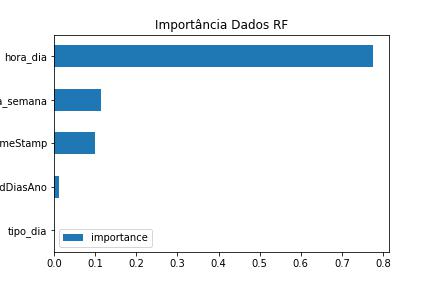 Importância Dados RF
hora_dia
a_semana
meStamp
dDiasAno
tipo_dia
importance
0.0 0.1 0.2 0.3 0.4 0.5 0.6 0.7 0.8